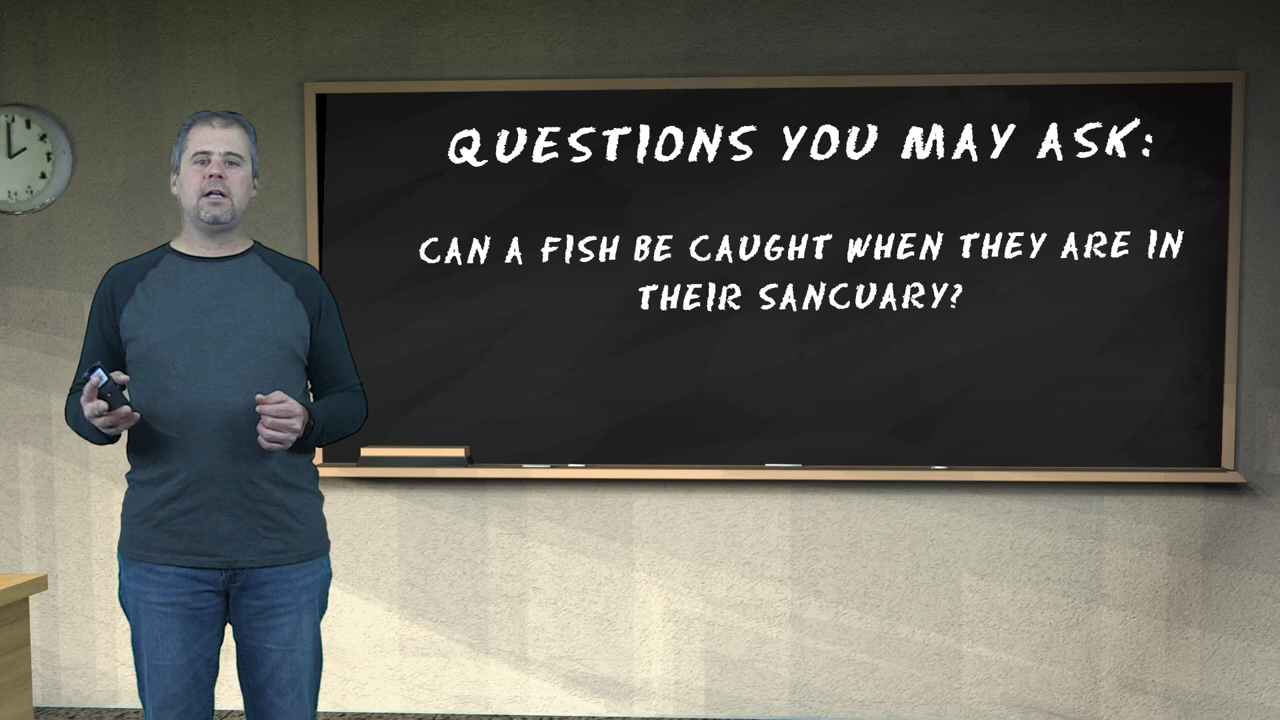 QUESTIONS YOU MAY ASK:
CAN A FISH BE CAUGHT WHEN THEY ARE IN
THEIR SANCUARY?